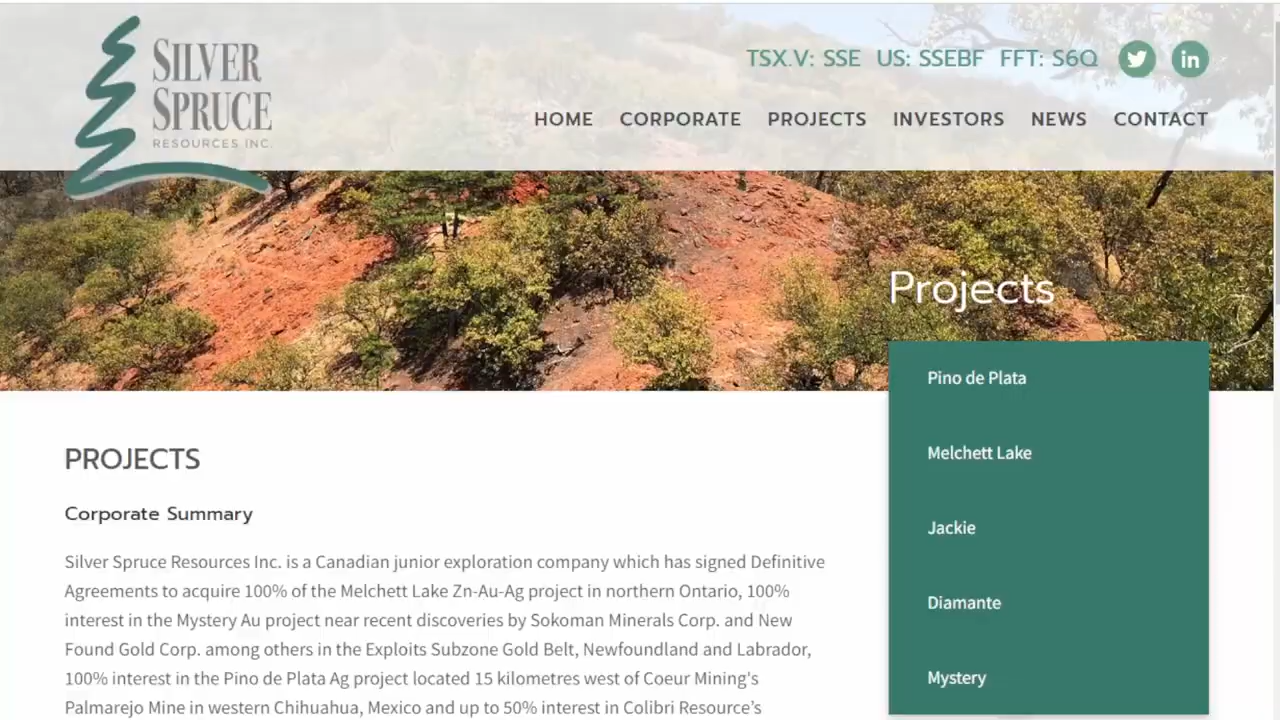 SILVER
SPRUCE
RESOURCES INC.
TSX.V: SSE US: SSEBF FFT: S6Q
HOME CORPORATE PROJECTS INVESTORS NEWS CONTACT
Projects
Pino de Plata
Melchett Lake
Jackie
Diamante
Mystery
PROJECTS
Corporate Summary
Silver Spruce Resources Inc. is a Canadian junior exploration company which has signed Definitive
Agreements to acquire 100% of the Melchett Lake Zn-Au-Ag project in northern Ontario, 100%
interest in the Mystery Au project near recent discoveries by Sokoman Minerals Corp. and New
Found Gold Corp. among others in the Exploits Subzone Gold Belt, Newfoundland and Labrador,
100% interest in the Pino de Plata Ag project located 15 kilometres west of Coeur Mining's
Palmarejo Mine in western Chihuahua, Mexico and up to 50% interest in Colibri Resource’s